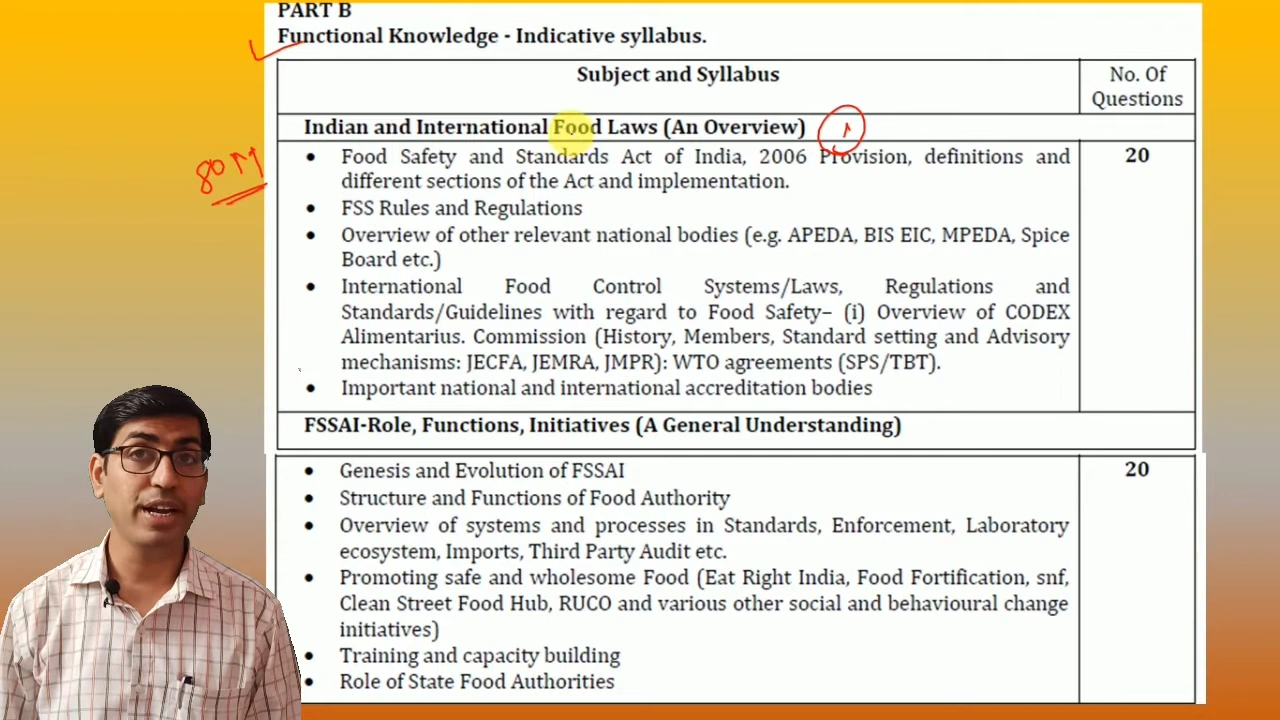 PART B
Functional Knowledge - Indicative syllabus.
Subject and Syllabus
No. Of
Questions
Indian and International Food Laws (An Overview)
• Food Safety and Standards Act of India, 2006 Provision, definitions and
different sections of the Act and implementation.
20
80 M
• FSS Rules and Regulations
• Overview of other relevant national bodies (e.g. APEDA, BIS EIC, MPEDA, Spice
Board etc.)
• International Food Control Systems/Laws, Regulations and
Standards/Guidelines with regard to Food Safety– (i) Overview of CODEX
Alimentarius. Commission (History, Members, Standard setting and Advisory
mechanisms: JECFA, JEMRA, JMPR): WTO agreements (SPS/TBT).
• Important national and international accreditation bodies
FSSAI-Role, Functions, Initiatives (A General Understanding)
• Genesis and Evolution of FSSAI
20
• Structure and Functions of Food Authority
• Overview of systems and processes in Standards, Enforcement, Laboratory
ecosystem, Imports, Third Party Audit etc.
• Promoting safe and wholesome Food (Eat Right India, Food Fortification, snf,
Clean Street Food Hub, RUCO and various other social and behavioural change
initiatives)
• Training and capacity building
• Role of State Food Authorities